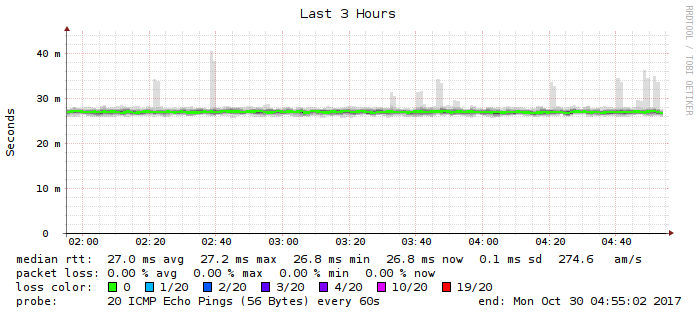 Last 3 Hours
RRDTOOL / TOBI OETIKER
Seconds
40 m
30 m
20 m
10 m
0
02:00 02:20 02:40 03:00 03:20 03:40 04:00 04:20 04:40
median rtt: 27.0 ms avg 27.2 ms max 26.8 ms min 26.8 ms now 0.1 ms sd 274.6 am/s
packet loss: 0.00 % avg 0.00 % max 0.00 % min 0.00 % now
loss color: 0 1/20 2/20 3/20 4/20 10/20 19/20
probe: 20 ICMP Echo Pings (56 Bytes) every 60s end: Mon Oct 30 04:55:02 2017